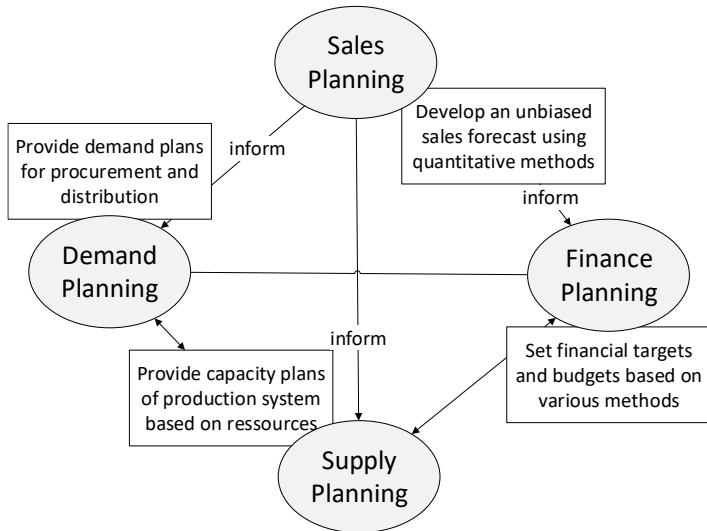 Sales
Planning
Develop an unbiased
sales forecast using
quantitative methods
Provide demand plans
for procurement and
distribution
inform
inform
Demand
Planning
Finance
Planning
inform
Provide capacity plans
of production system
based on ressources
Set financial targets
and budgets based on
various methods
Supply
Planning